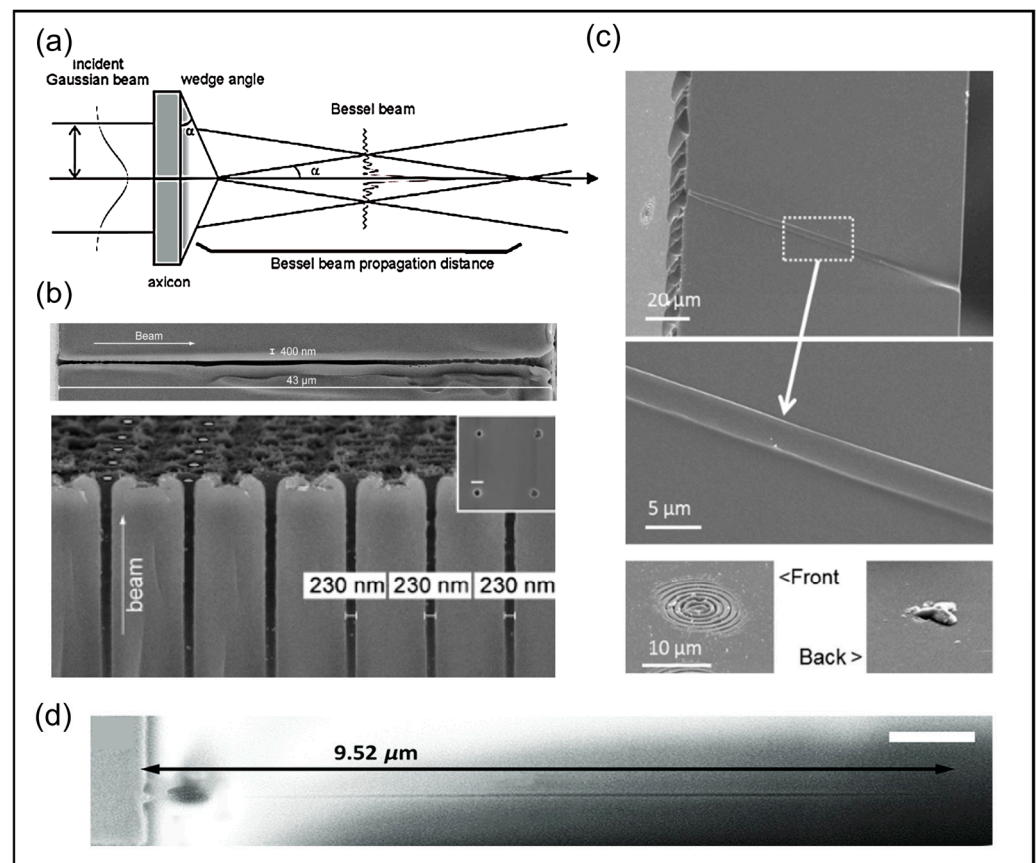 (a)
incident
Gaussian beam
wedge angle
α
Bessel beam
α
Bessel beam propagation distance
axicon
(b)
Beam
400 nm
43 μm
beam
230 nm
230 nm
230 nm
(c)
20 μm
5 μm
<Front
10 μm
Back >
(d)
9.52 μm